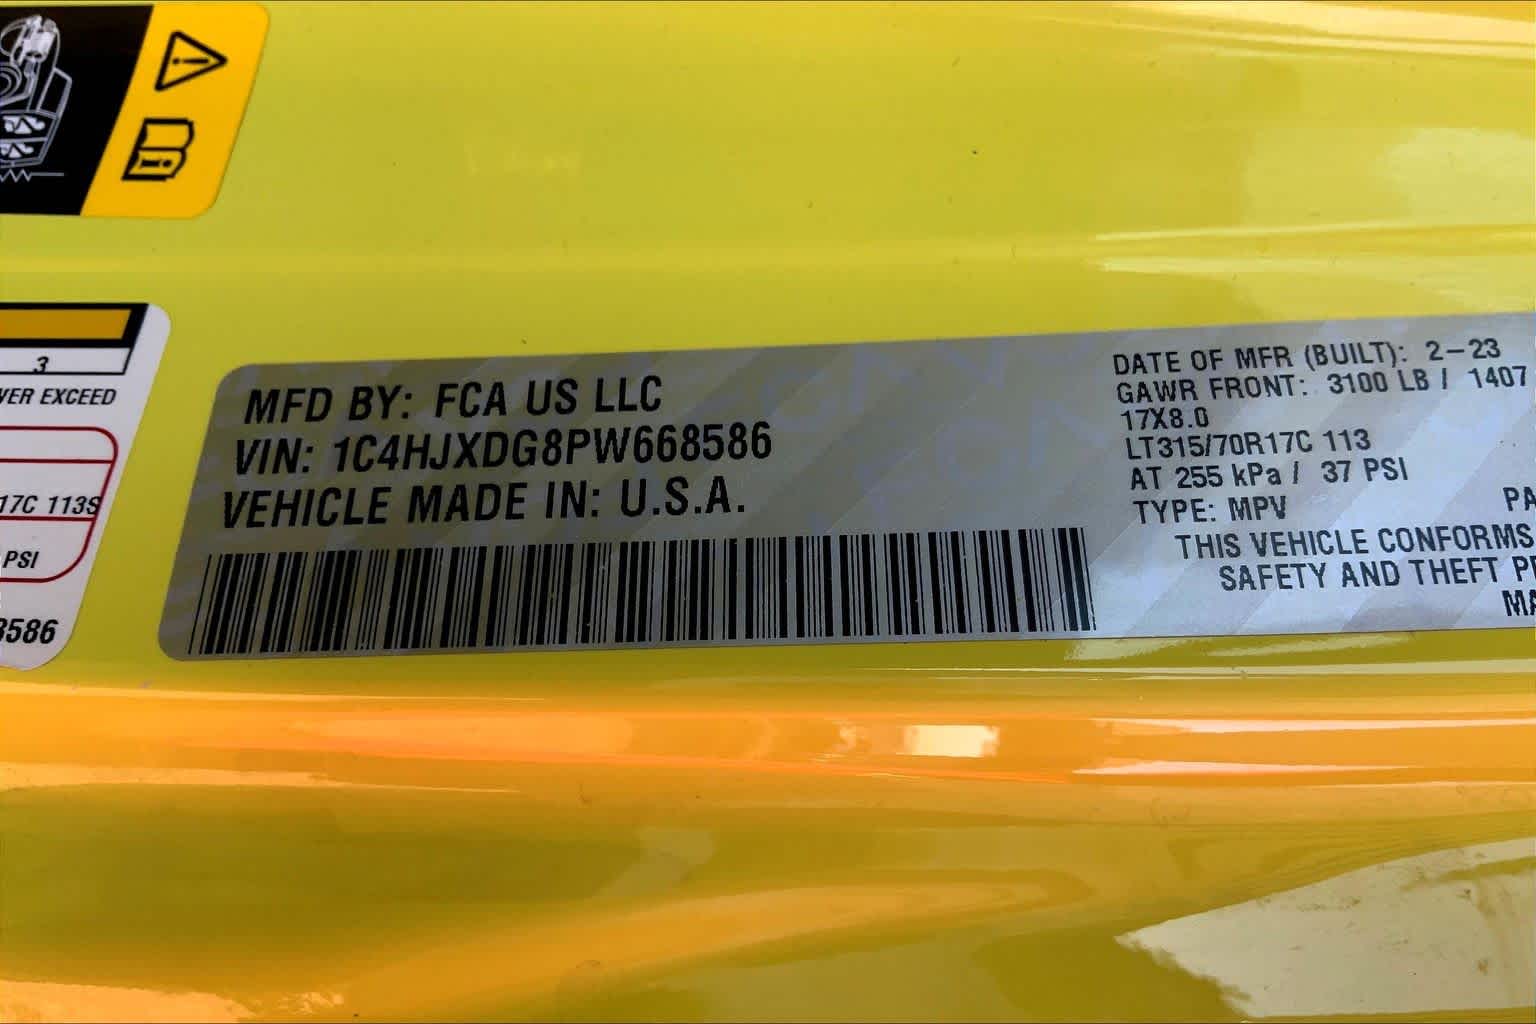 3
VER EXCEED
17C 113S
PSI
8586
MFD BY: FCA US LLC
VIN: 1C4HJXDG8PW668586
VEHICLE MADE IN: U.S.A.
DATE OF MFR (BUILT): 2-23
GAWR FRONT: 3100 LB / 1407
17X8.0
LT315/70R17C 113
AT 255 kPa / 37 PSI
TYPE: MPV PA
THIS VEHICLE CONFORMS
SAFETY AND THEFT PR
MA